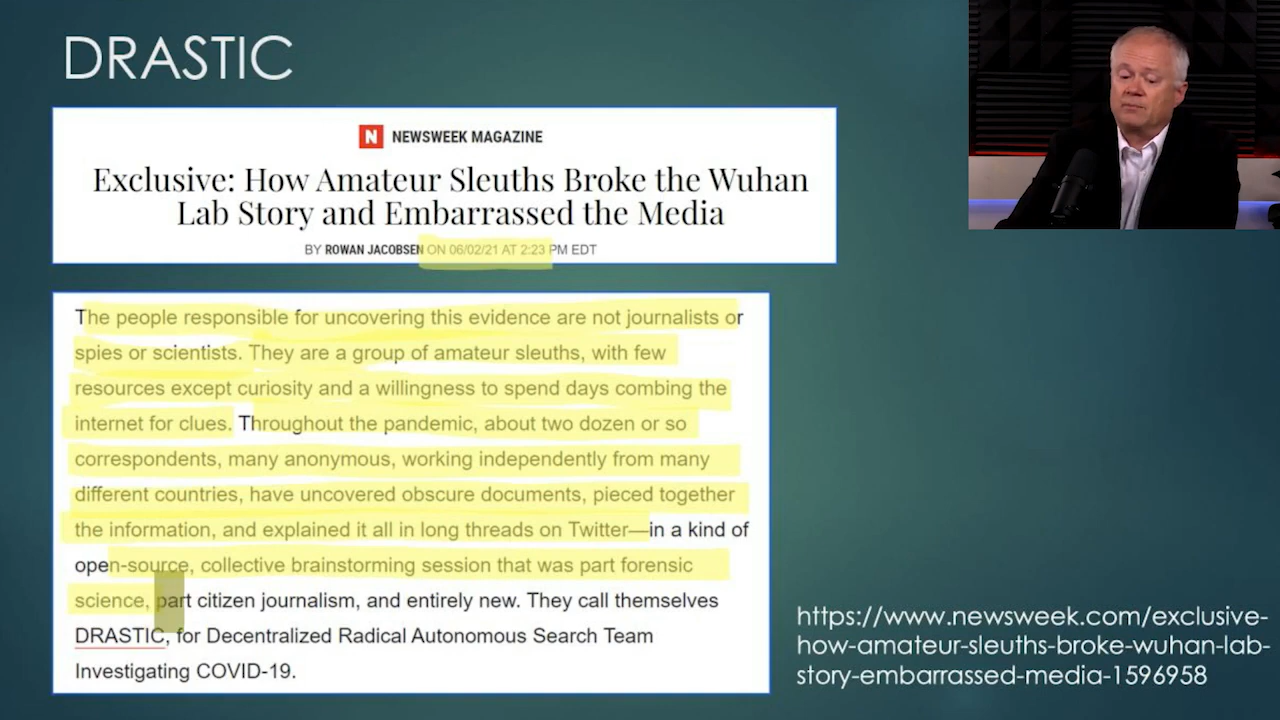 DRASTIC
N NEWSWEEK MAGAZINE
Exclusive: How Amateur Sleuths Broke the Wuhan
Lab Story and Embarrassed the Media
BY ROWAN JACOBSEN ON 06/02/21 AT 2:23 PM EDT
The people responsible for uncovering this evidence are not journalists or
spies or scientists. They are a group of amateur sleuths, with few
resources except curiosity and a willingness to spend days combing the
internet for clues. Throughout the pandemic, about two dozen or so
correspondents, many anonymous, working independently from many
different countries, have uncovered obscure documents, pieced together
the information, and explained it all in long threads on Twitter—in a kind of
open-source, collective brainstorming session that was part forensic
science, part citizen journalism, and entirely new. They call themselves
DRASTIC, for Decentralized Radical Autonomous Search Team
Investigating COVID-19.
https://www.newsweek.com/exclusive-
how-amateur-sleuths-broke-wuhan-lab-
story-embarrassed-media-1596958